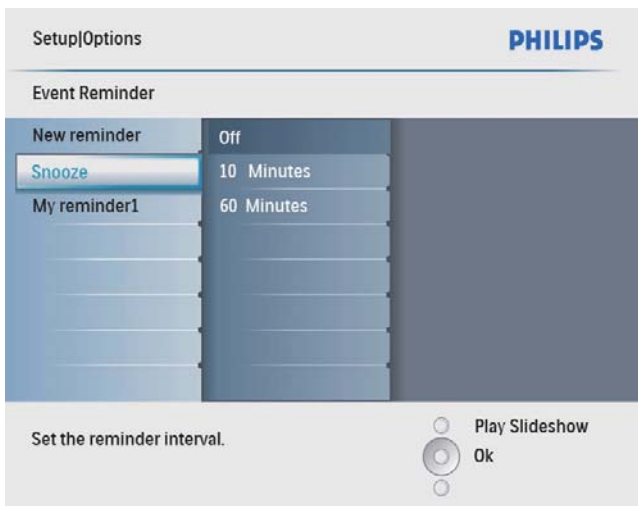 Setup|Options
PHILIPS
Event Reminder
New reminder
Snooze
My reminder1
Off
10 Minutes
60 Minutes
Set the reminder interval.
Play Slideshow
Ok